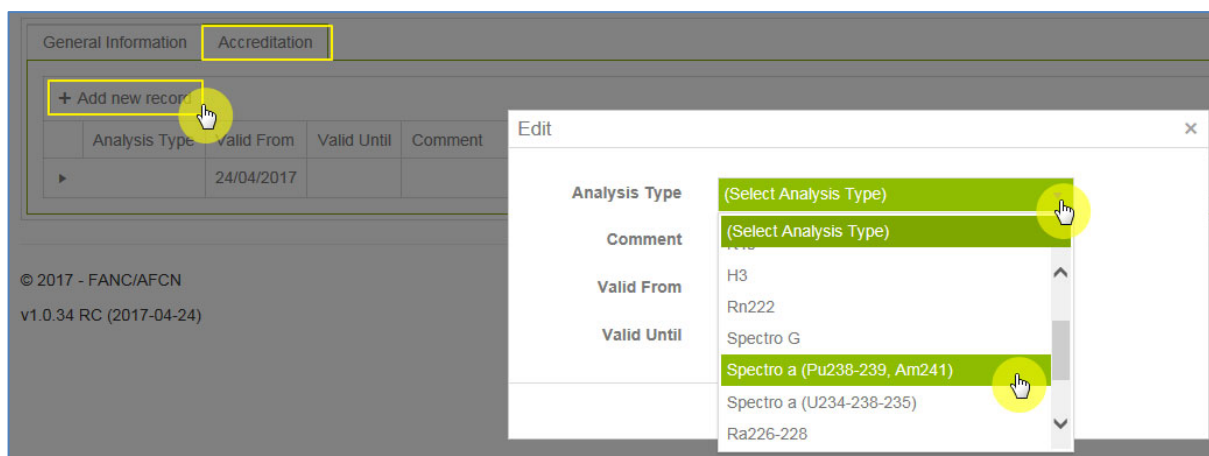 General Information Accreditation
+ Add new record
Analysis Type Valid From Valid Until Comment
24/04/2017
© 2017 - FANC/AFCN
v1.0.34 RC (2017-04-24)
Edit
Analysis Type (Select Analysis Type)
Comment
Valid From
Valid Until
(Select Analysis Type)
H3
Rn222
Spectro G
Spectro a (Pu238-239, Am241)
Spectro a (U234-238-235)
Ra226-228